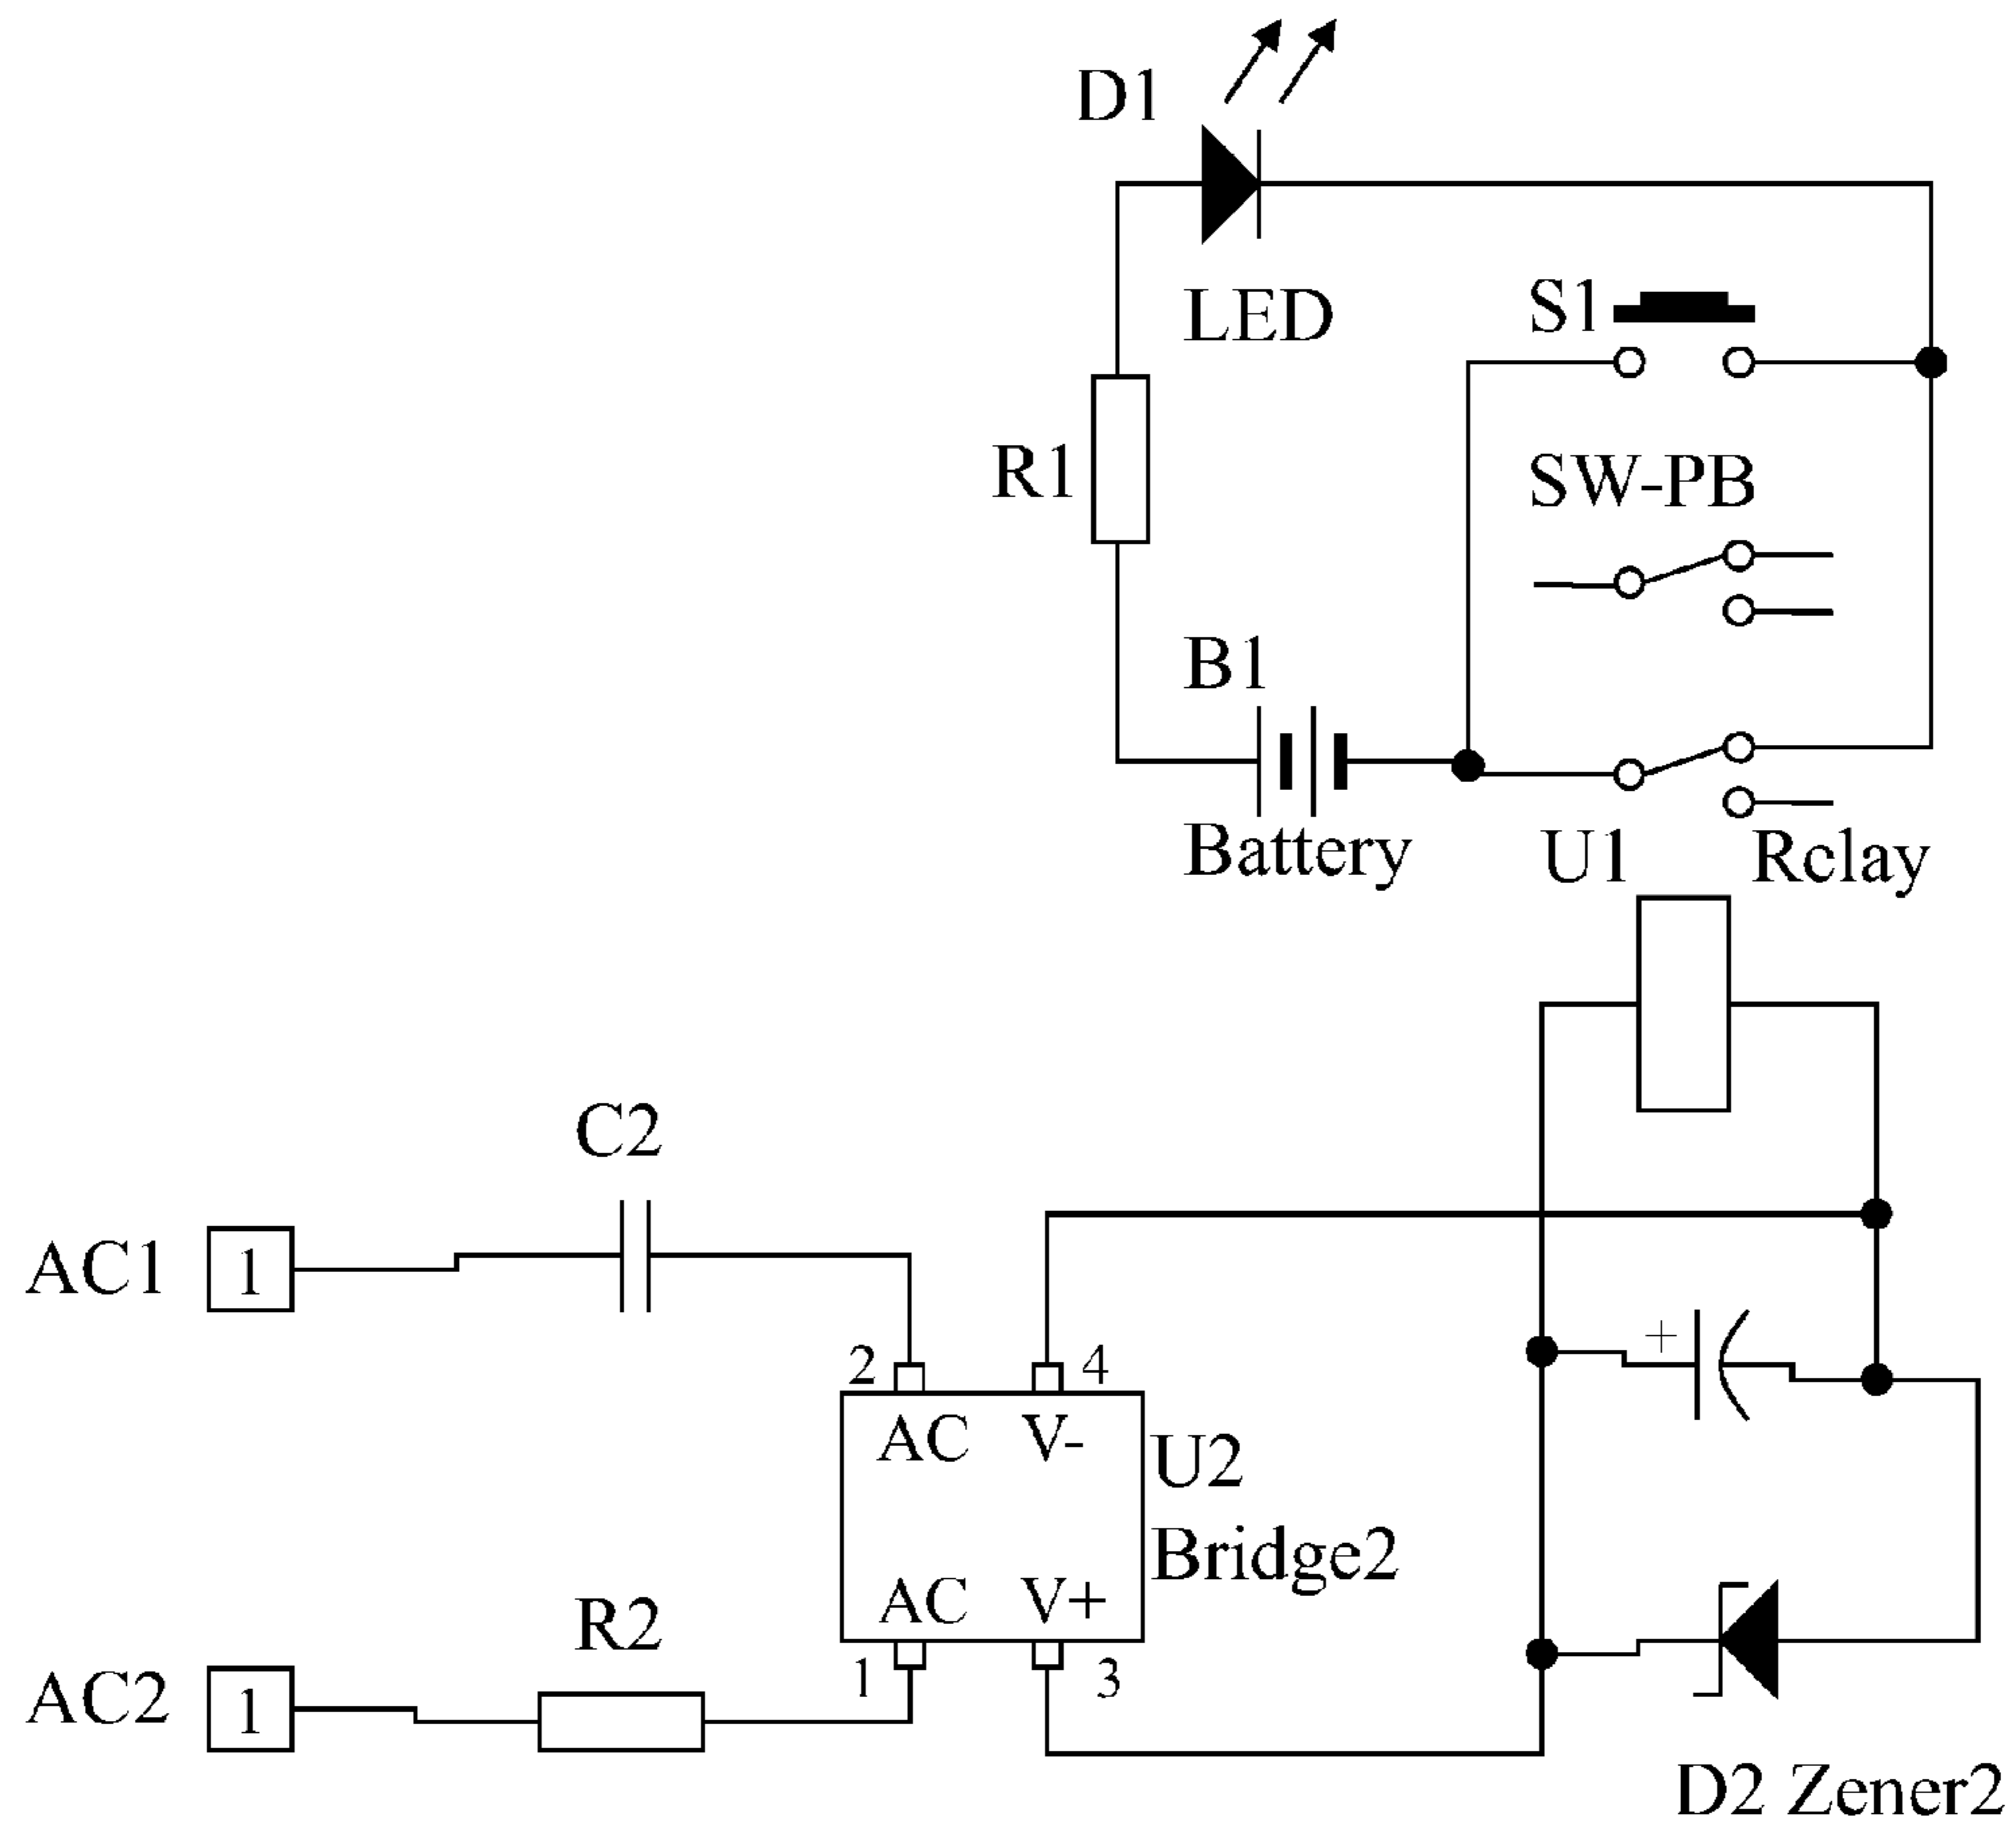 D1
LED
S1
R1
SW-PB
B1
Battery
U1 Rclay
C2
AC1 1
+
2 4
AC V-
U2
Bridge2
AC V+
R2
1 3
AC2 1
D2 Zener2